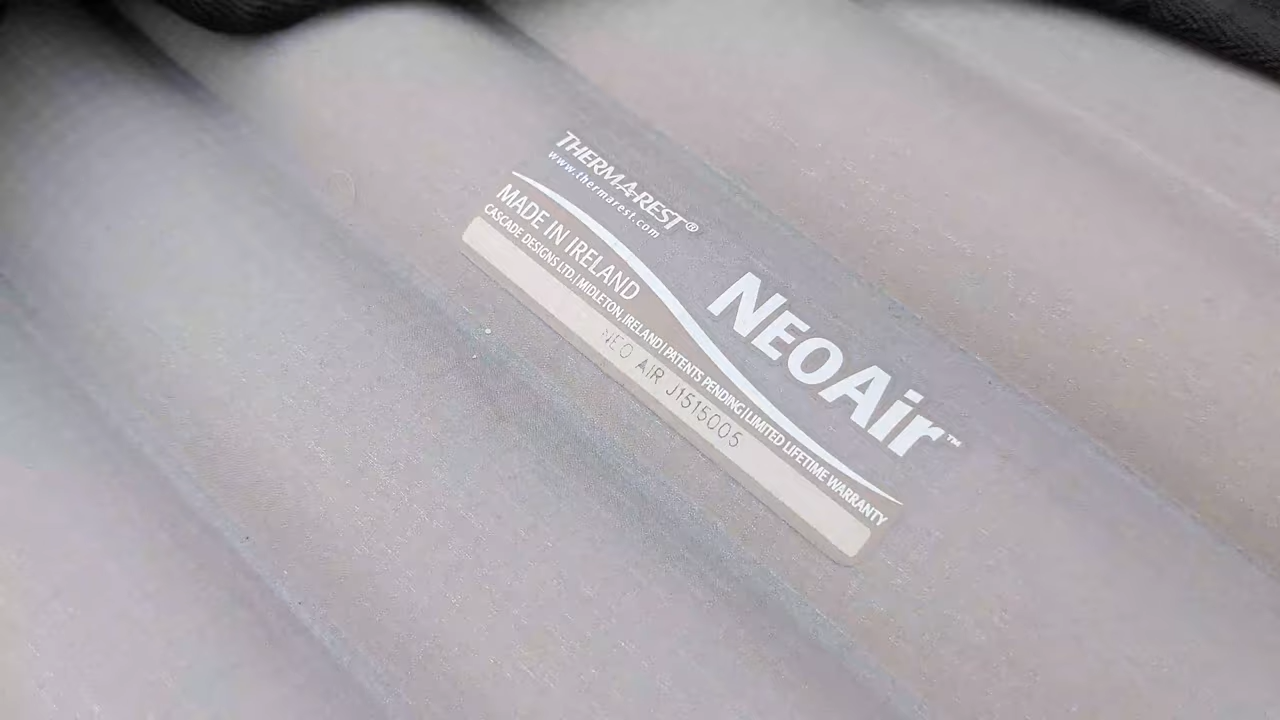 THERM-A-REST®
www.thermarest.com
NEOAir™
MADE IN IRELAND
CASCADE DESIGNS LTD.| MIDLETON, IRELAND | PATENTS PENDING | LIMITED LIFETIME WARRANTY
NEO AIR J1515005